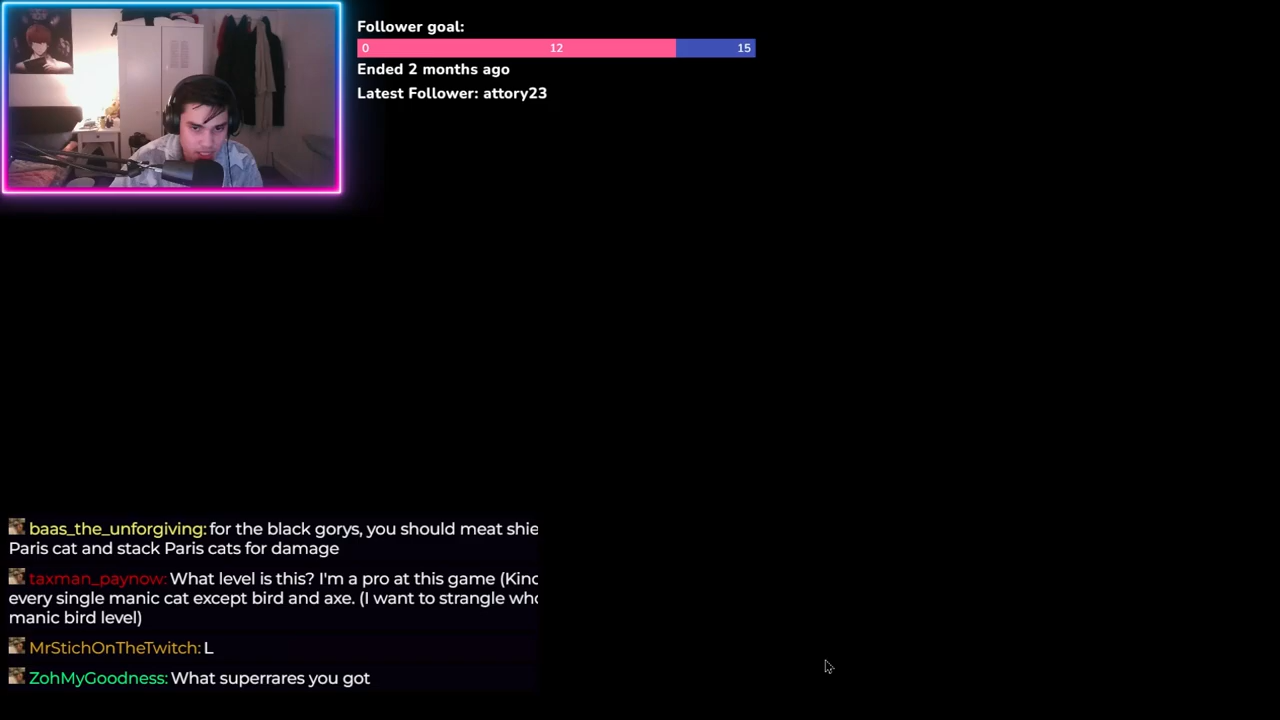 Follower goal:
0 12 15
Ended 2 months ago
Latest Follower: attory23
baas_the_unforgiving: for the black gorys, you should meat shie
Paris cat and stack Paris cats for damage
taxman_paynow: What level is this? I'm a pro at this game (Kinc
every single manic cat except bird and axe. (I want to strangle who
manic bird level)
MrStichOnTheTwitch: L
ZohMyGoodness: What superrares you got